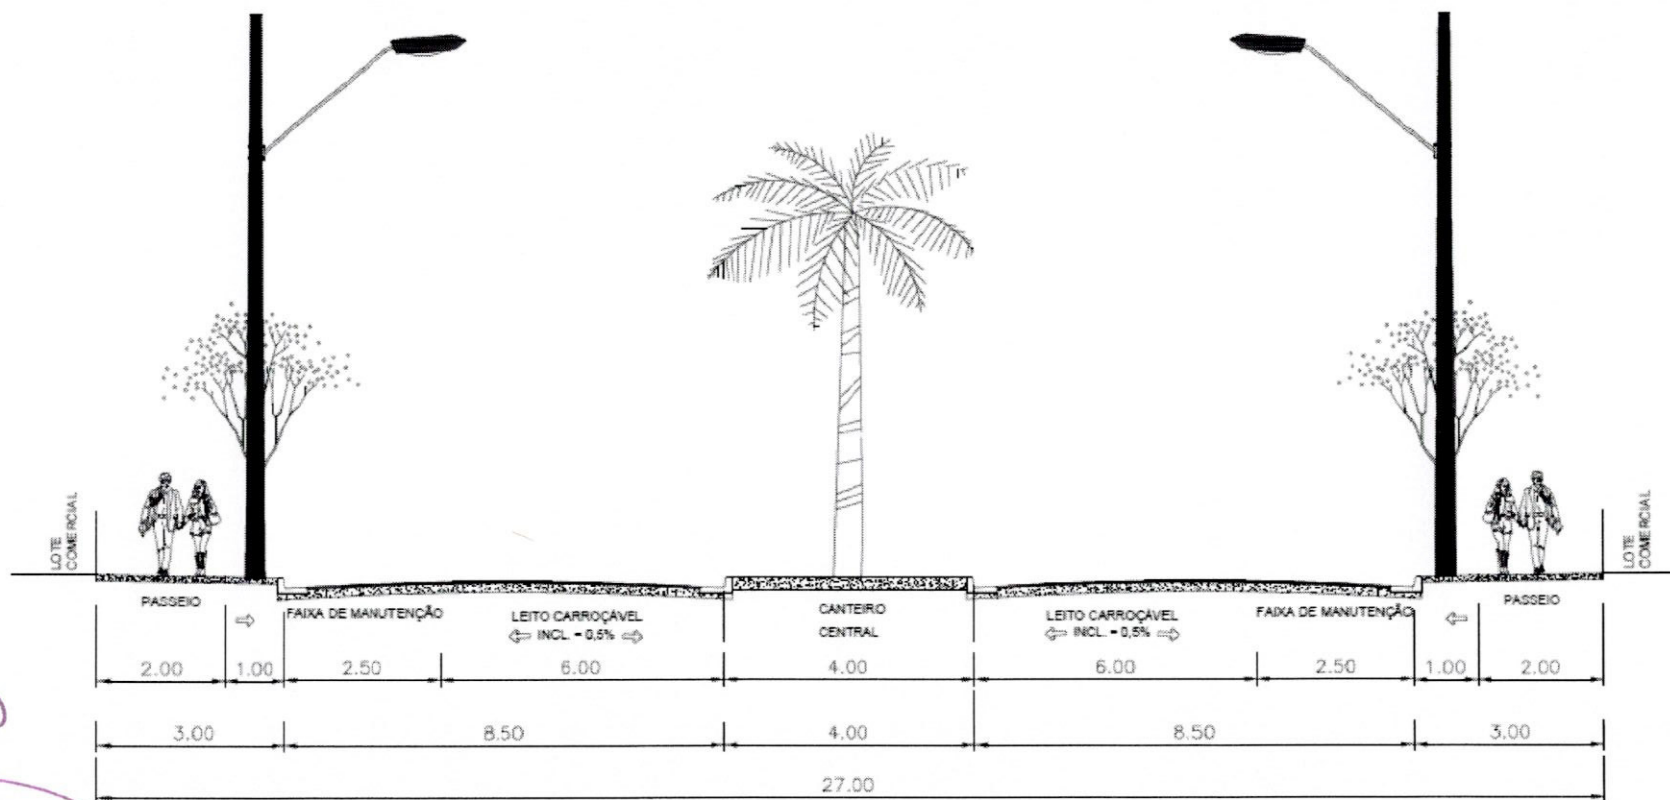 LOTE
COMERCIAL
LOTE
COMERCIAL
PASSEIO
FAIXA DE MANUTENÇÃO
LEITO CARROÇÁVEL
INCL. = 0,5%
CANTEIRO
CENTRAL
LEITO CARROÇÁVEL
INCL. = 0,5%
FAIXA DE MANUTENÇÃO
PASSEIO
2.00 1.00 2.50 6.00 4.00 6.00 2.50 1.00 2.00
3.00 8.50 4.00 8.50 3.00
27.00